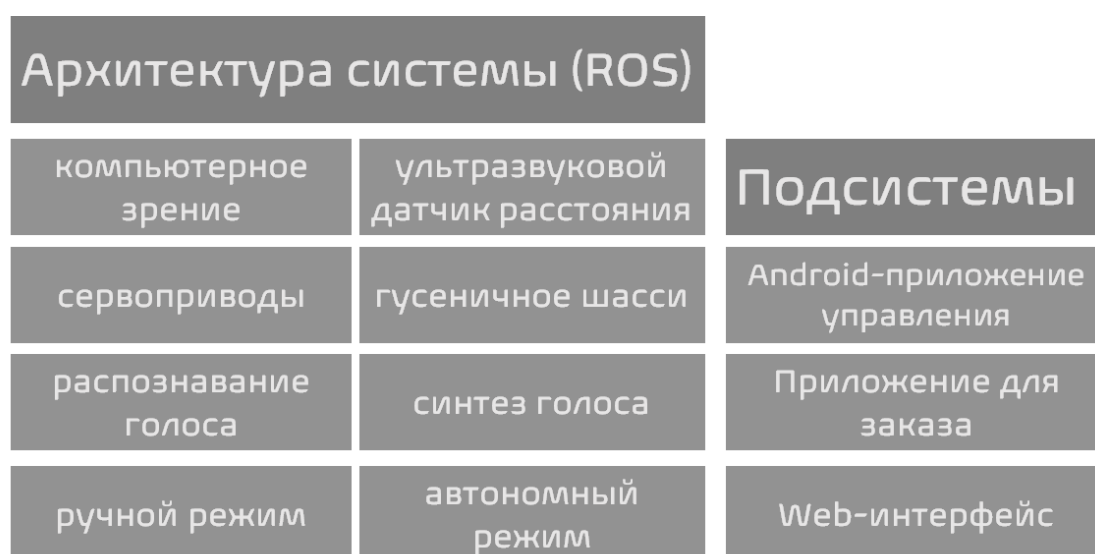 Архитектура системы (ROS)
компьютерное
зрение
ультразвуковой
датчик расстояния
сервоприводы
гусеничное шасси
распознавание
голоса
синтез голоса
ручной режим
автономный
режим
Подсистемы
Android-приложение
управления
Приложение для
заказа
Web-интерфейс